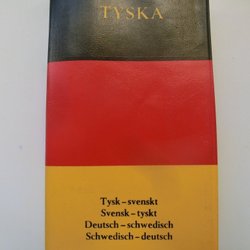 TYSKA
Tysk – svenskt
Svensk – tyskt
Deutsch – schwedisch
Schwedisch – deutsch